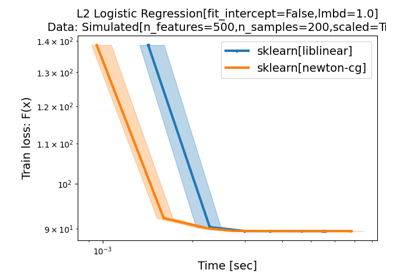 L2 Logistic Regression[fit_intercept=False,lmbd=1.0]
Data: Simulated[n_features=500,n_samples=200,scaled=Tr
1.4 × 10²
1.3 × 10²
1.2 × 10²
1.1 × 10²
10²
9 × 10¹
Train loss: F(x)
sklearn[liblinear]
sklearn[newton-cg]
10⁻³
Time [sec]